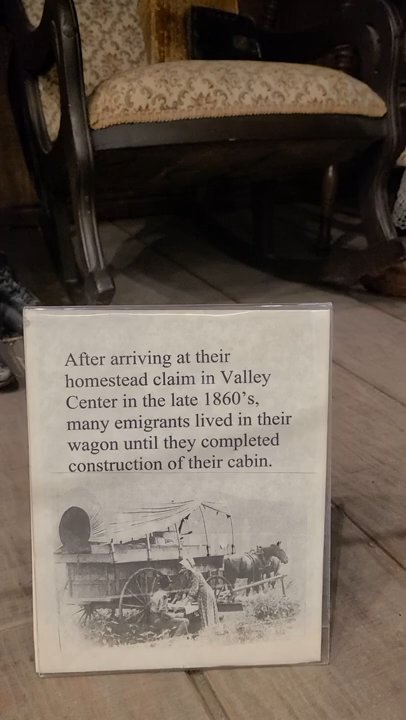 After arriving at their
homestead claim in Valley
Center in the late 1860's,
many emigrants lived in their
wagon until they completed
construction of their cabin.